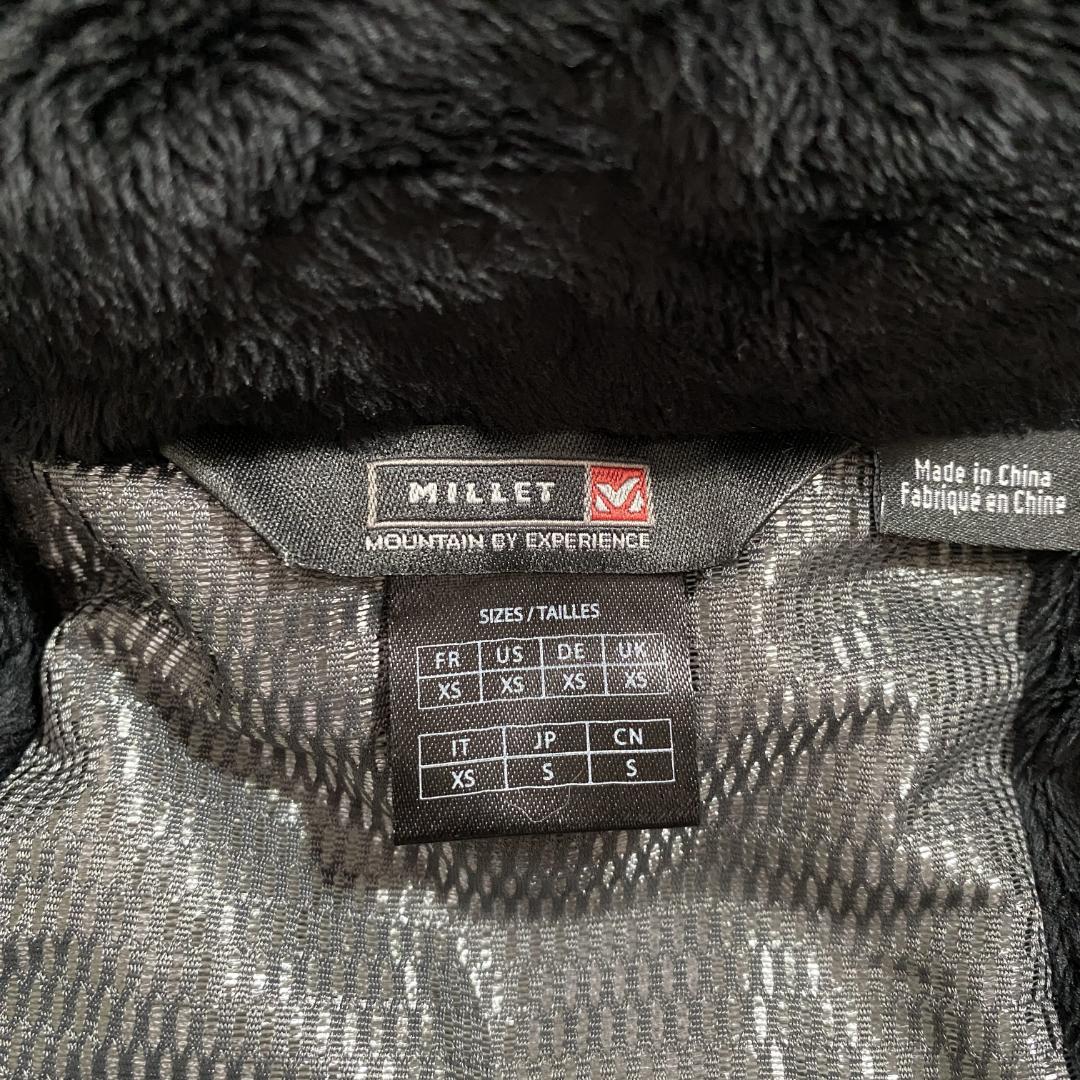 MILLET
MOUNTAIN BY EXPERIENCE
Made in China
Fabriqué en Chine
SIZES / TAILLES
FR US DE UK
XS XS XS XS
IT JP CN
XS S S